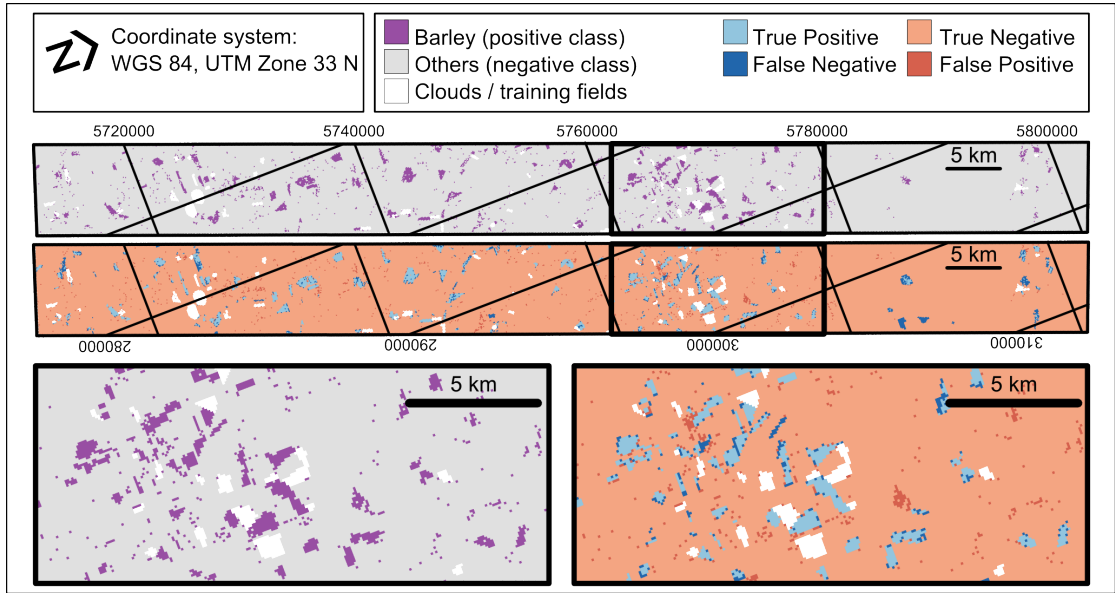 N
Coordinate system:
WGS 84, UTM Zone 33 N
Barley (positive class)
Others (negative class)
Clouds / training fields
True Positive
False Negative
True Negative
False Positive
5720000
5740000
5760000
5780000
5800000
5 km
5 km
280000
290000
300000
310000
5 km
5 km